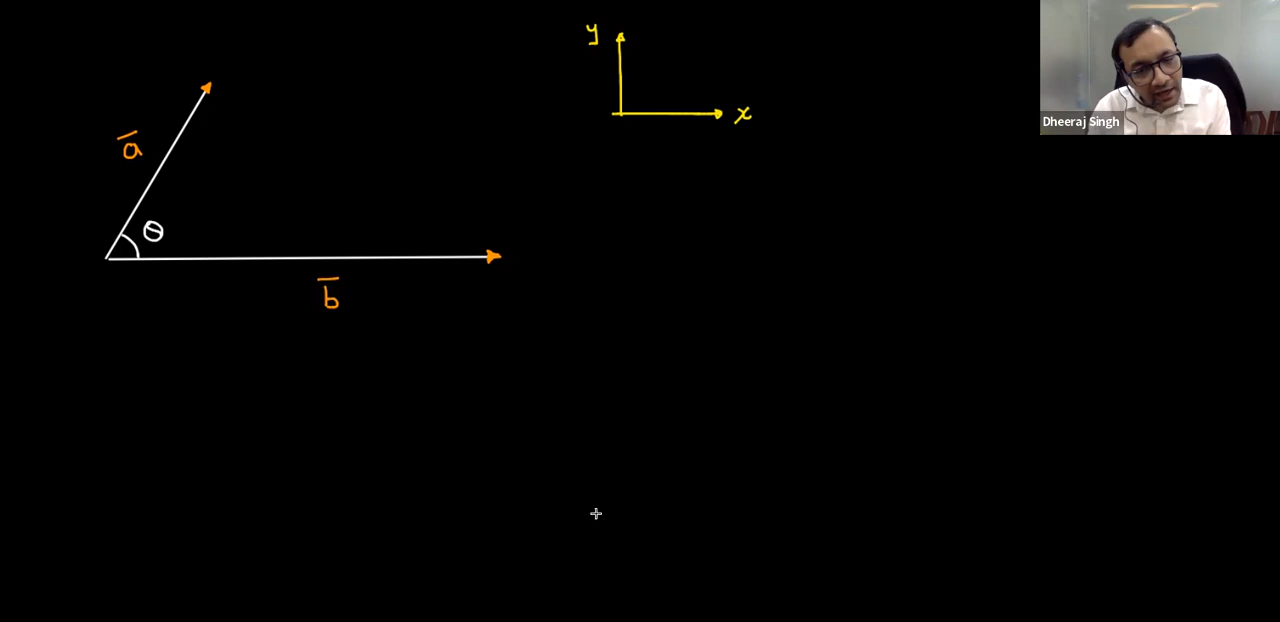 y
x
a̅
θ
b̅
Dheeraj Singh